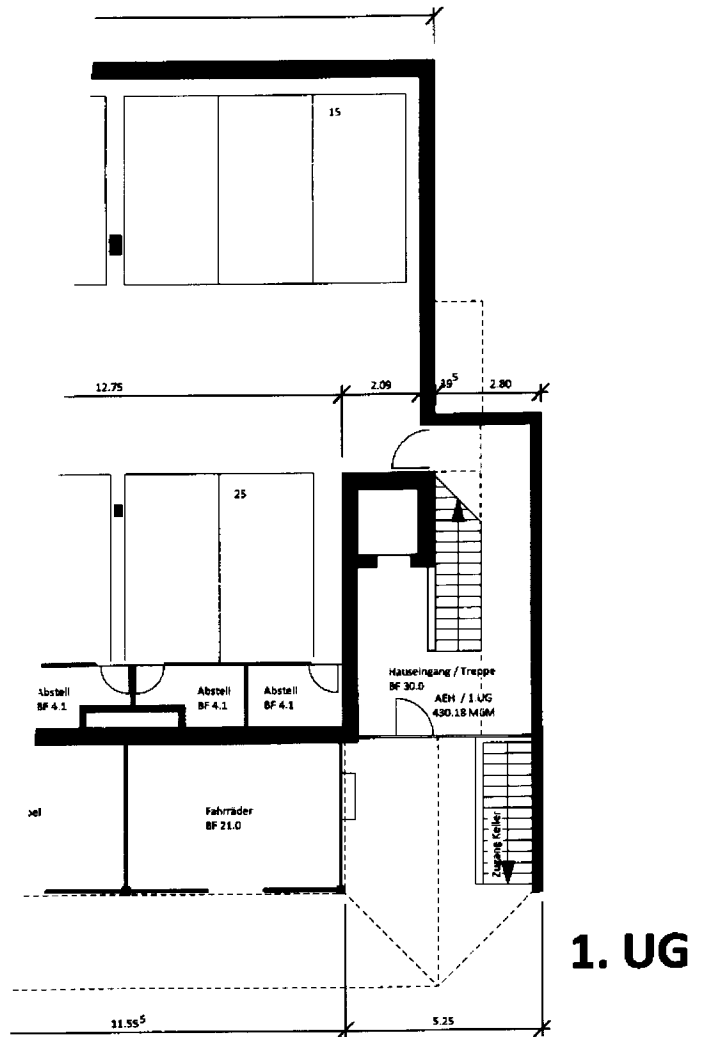 15
12.75
2.09
39⁵
2.80
25
Hauseingang / Treppe
BF 30.0
AEH / 1.UG
430.18 MÜM
Abstell
BF 4.1
Abstell
BF 4.1
Abstell
BF 4.1
Fahrräder
BF 21.0
Zugang Keller
1. UG
11.55⁵
5.25